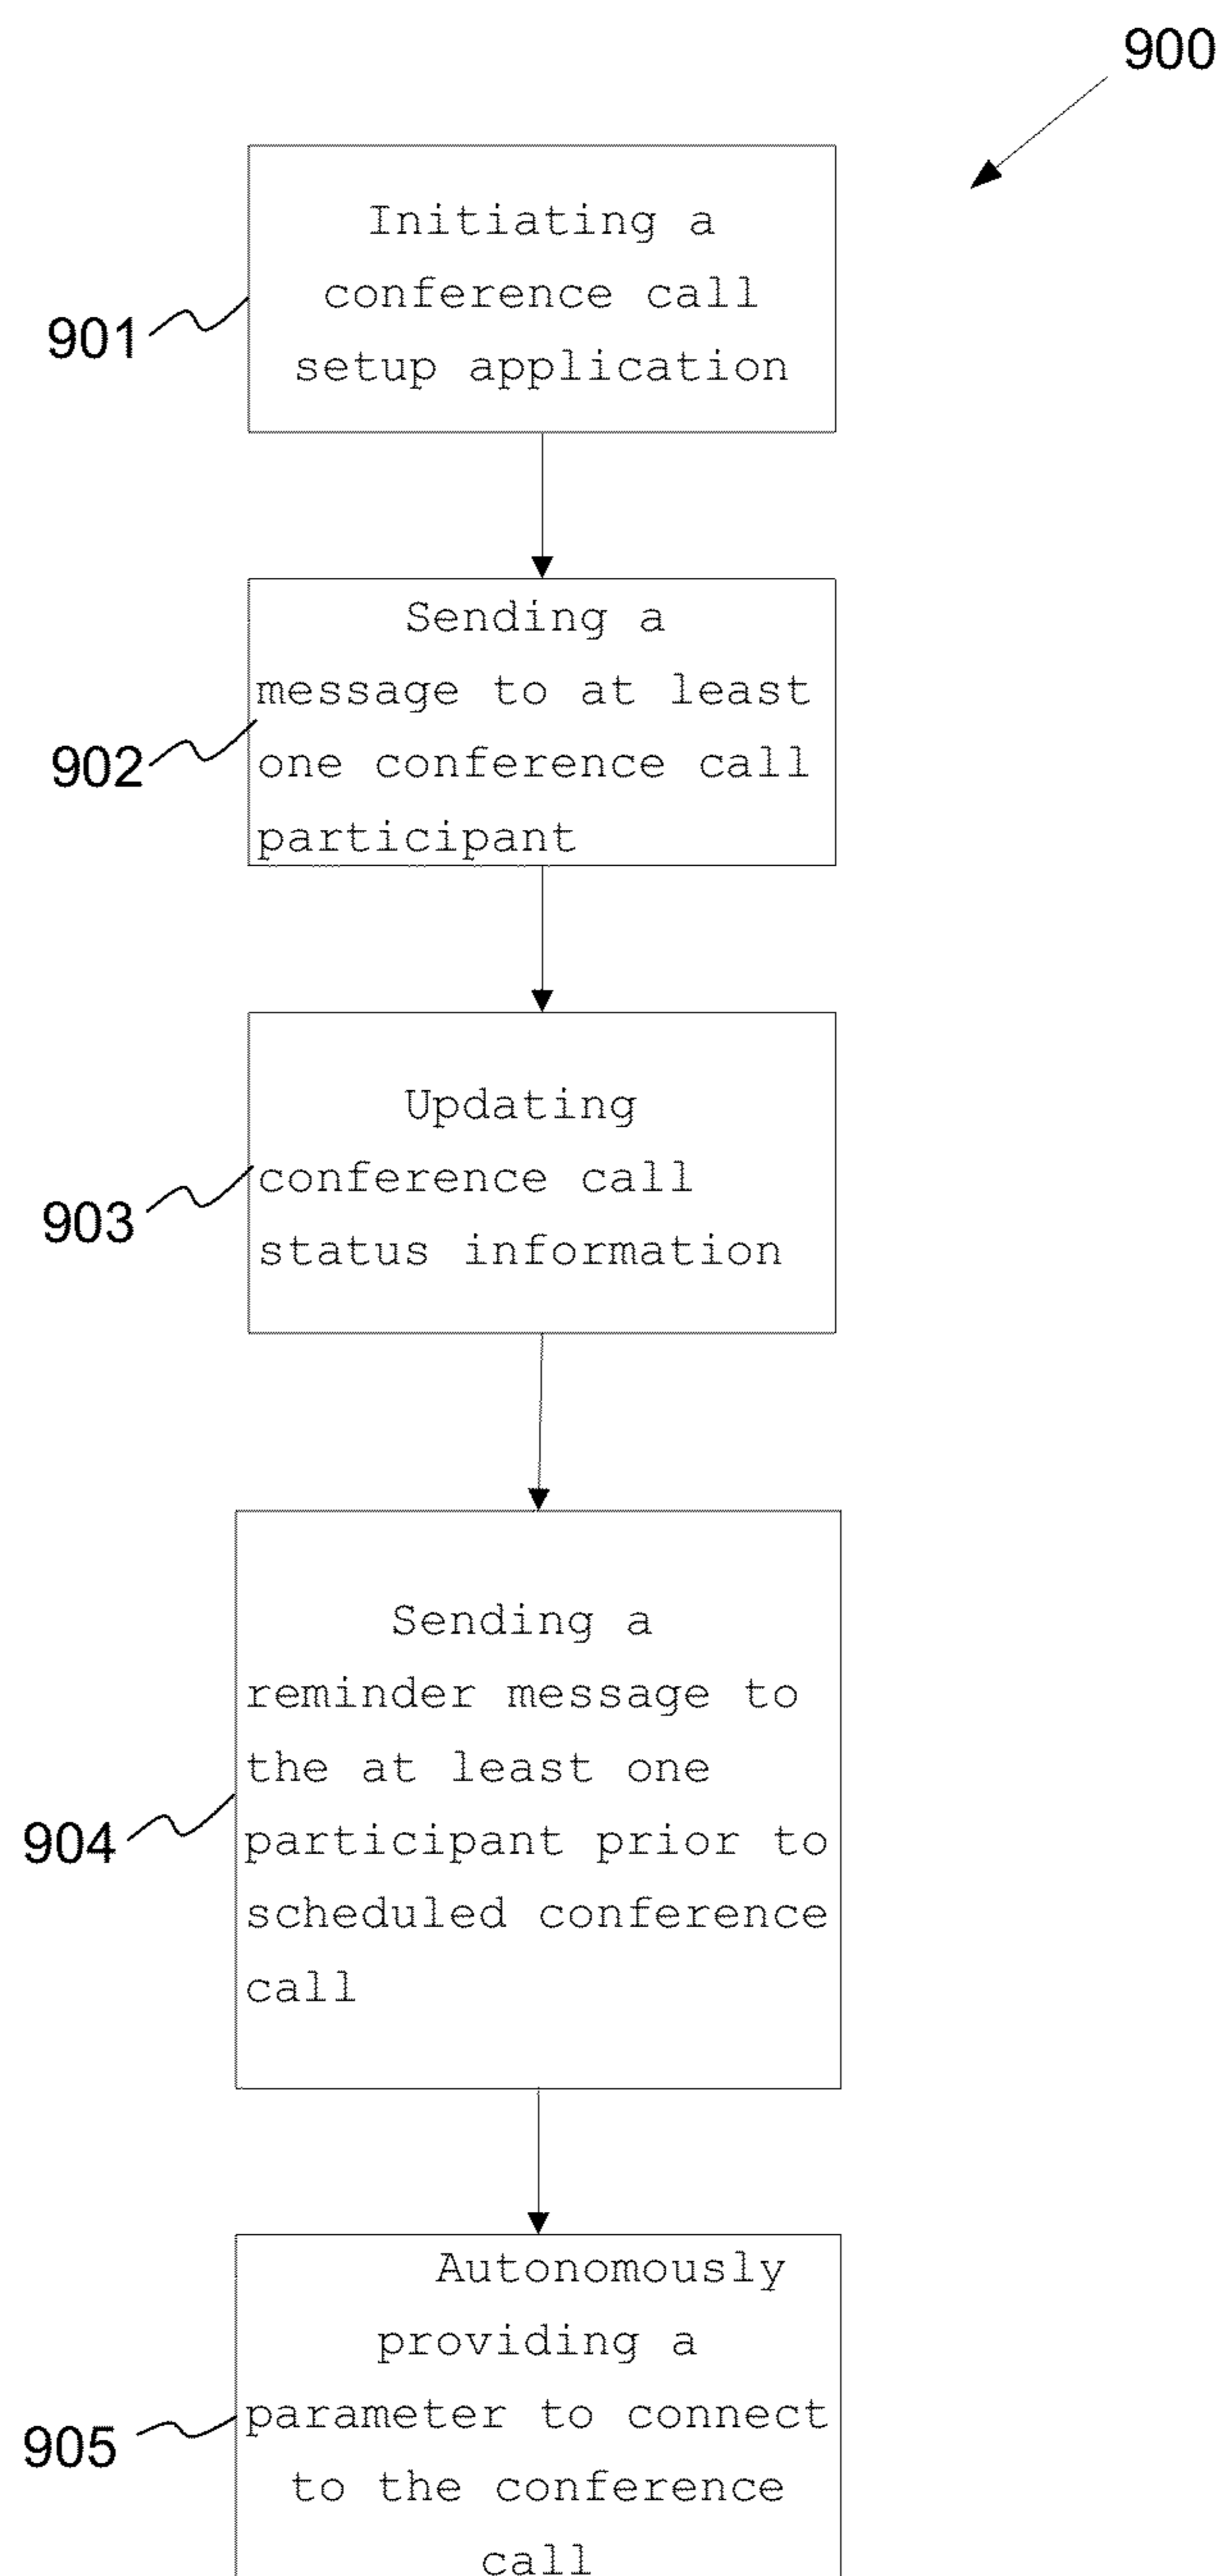 900
Initiating a
conference call
setup application
901
Sending a
message to at least
one conference call
participant
902
Updating
conference call
status information
903
Sending a
reminder message to
the at least one
participant prior to
scheduled conference
call
904
Autonomously
providing a
parameter to connect
to the conference
call
905